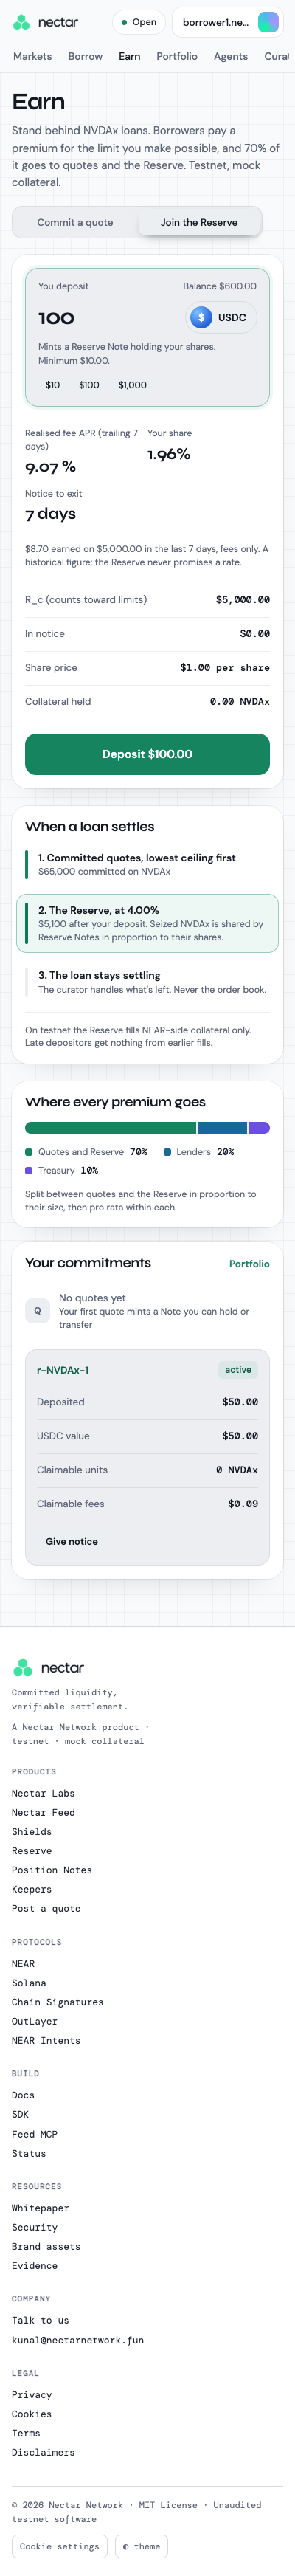 nectar
Open
borrower1.ne...
Markets Borrow Earn Portfolio Agents Curat
Earn
Stand behind NVDAx loans. Borrowers pay a
premium for the limit you make possible, and 70% of
it goes to quotes and the Reserve. Testnet, mock
collateral.
Commit a quote Join the Reserve
You deposit Balance $600.00
100
$ USDC
Mints a Reserve Note holding your shares.
Minimum $10.00.
$10 $100 $1,000
Realised fee APR (trailing 7
days)
9.07 %
Your share
1.96%
Notice to exit
7 days
$8.70 earned on $5,000.00 in the last 7 days, fees only. A
historical figure: the Reserve never promises a rate.
R_c (counts toward limits) $5,000.00
In notice $0.00
Share price $1.00 per share
Collateral held 0.00 NVDAx
Deposit $100.00
When a loan settles
1. Committed quotes, lowest ceiling first
$65,000 committed on NVDAx
2. The Reserve, at 4.00%
$5,100 after your deposit. Seized NVDAx is shared by
Reserve Notes in proportion to their shares.
3. The loan stays settling
The curator handles what's left. Never the order book.
On testnet the Reserve fills NEAR-side collateral only.
Late depositors get nothing from earlier fills.
Where every premium goes
Quotes and Reserve 70% Lenders 20%
Treasury 10%
Split between quotes and the Reserve in proportion to
their size, then pro rata within each.
Your commitments Portfolio
Q
No quotes yet
Your first quote mints a Note you can hold or
transfer
r-NVDAx-1 active
Deposited $50.00
USDC value $50.00
Claimable units 0 NVDAx
Claimable fees $0.09
Give notice
nectar
Committed liquidity,
verifiable settlement.
A Nectar Network product ·
testnet · mock collateral
PRODUCTS
Nectar Labs
Nectar Feed
Shields
Reserve
Position Notes
Keepers
Post a quote
PROTOCOLS
NEAR
Solana
Chain Signatures
OutLayer
NEAR Intents
BUILD
Docs
SDK
Feed MCP
Status
RESOURCES
Whitepaper
Security
Brand assets
Evidence
COMPANY
Talk to us
kunal@nectarnetwork.fun
LEGAL
Privacy
Cookies
Terms
Disclaimers
© 2026 Nectar Network · MIT License · Unaudited
testnet software
Cookie settings ◐ theme